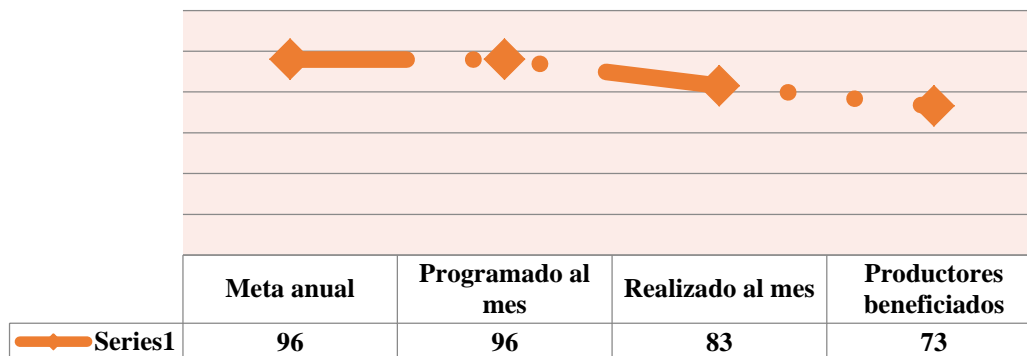 Meta anual
Programado al
mes
Realizado al mes
Productores
beneficiados
Series1
96
96
83
73